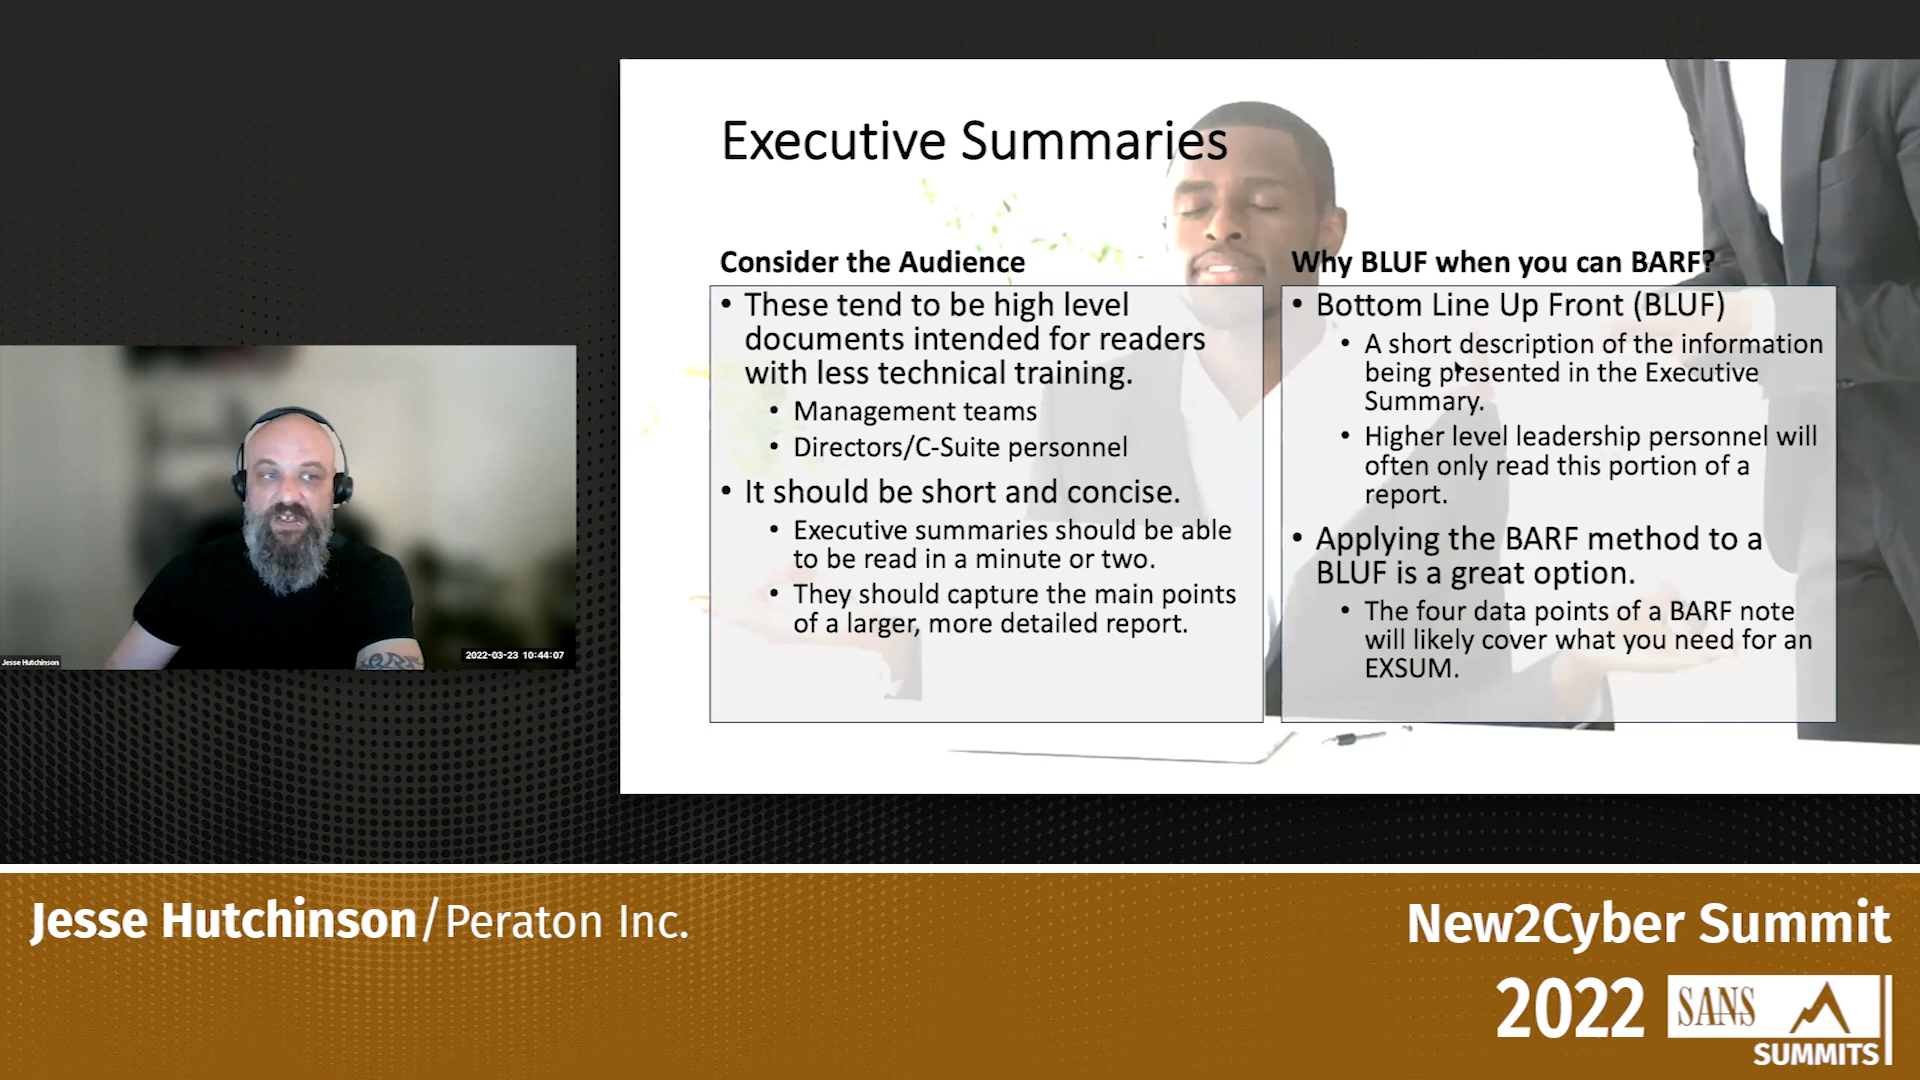 Executive Summaries
Consider the Audience
• These tend to be high level
documents intended for readers
with less technical training.
• Management teams
• Directors/C-Suite personnel
• It should be short and concise.
• Executive summaries should be able
to be read in a minute or two.
• They should capture the main points
of a larger, more detailed report.
Why BLUF when you can BARF?
• Bottom Line Up Front (BLUF)
• A short description of the information
being presented in the Executive
Summary.
• Higher level leadership personnel will
often only read this portion of a
report.
• Applying the BARF method to a
BLUF is a great option.
• The four data points of a BARF note
will likely cover what you need for an
EXSUM.
Jesse Hutchinson
2022-03-23 10:44:07
Jesse Hutchinson/Peraton Inc.
New2Cyber Summit
2022
SANS
SUMMITS